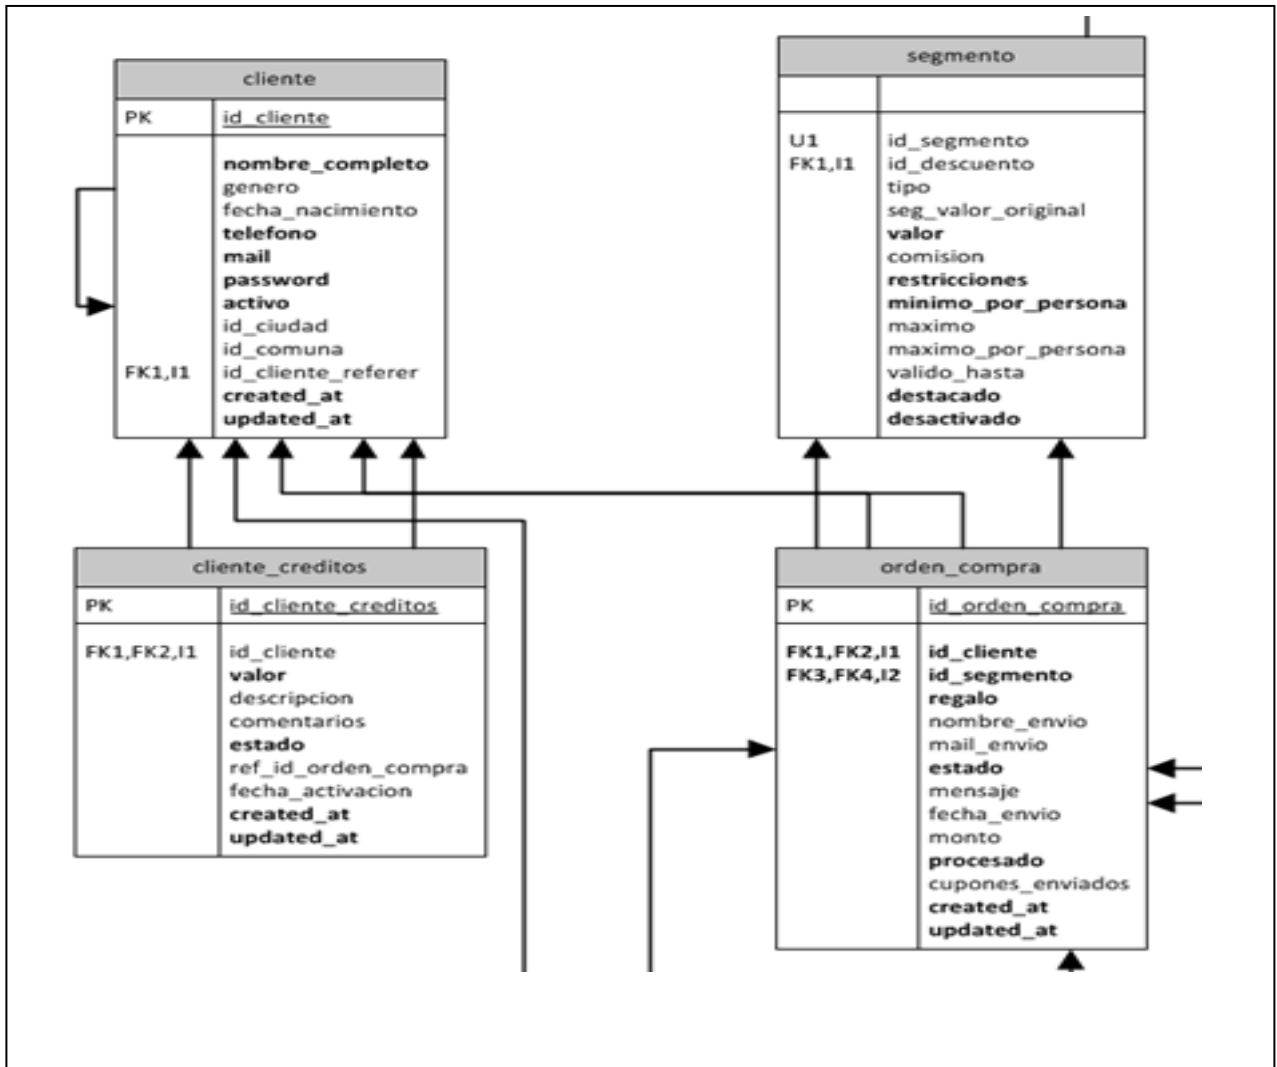 cliente
PK id_cliente
nombre_completo
genero
fecha_nacimiento
telefono
mail
password
activo
id_ciudad
id_comuna
FK1,I1 id_cliente_referer
created_at
updated_at
segmento
U1 id_segmento
FK1,I1 id_descuento
tipo
seg_valor_original
valor
comision
restricciones
minimo_por_persona
maximo
maximo_por_persona
valido_hasta
destacado
desactivado
cliente_creditos
PK id_cliente_creditos
FK1,FK2,I1 id_cliente
valor
descripcion
comentarios
estado
ref_id_orden_compra
fecha_activacion
created_at
updated_at
orden_compra
PK id_orden_compra
FK1,FK2,I1 id_cliente
FK3,FK4,I2 id_segmento
regalo
nombre_envio
mail_envio
estado
mensaje
fecha_envio
monto
procesado
cupones_enviados
created_at
updated_at